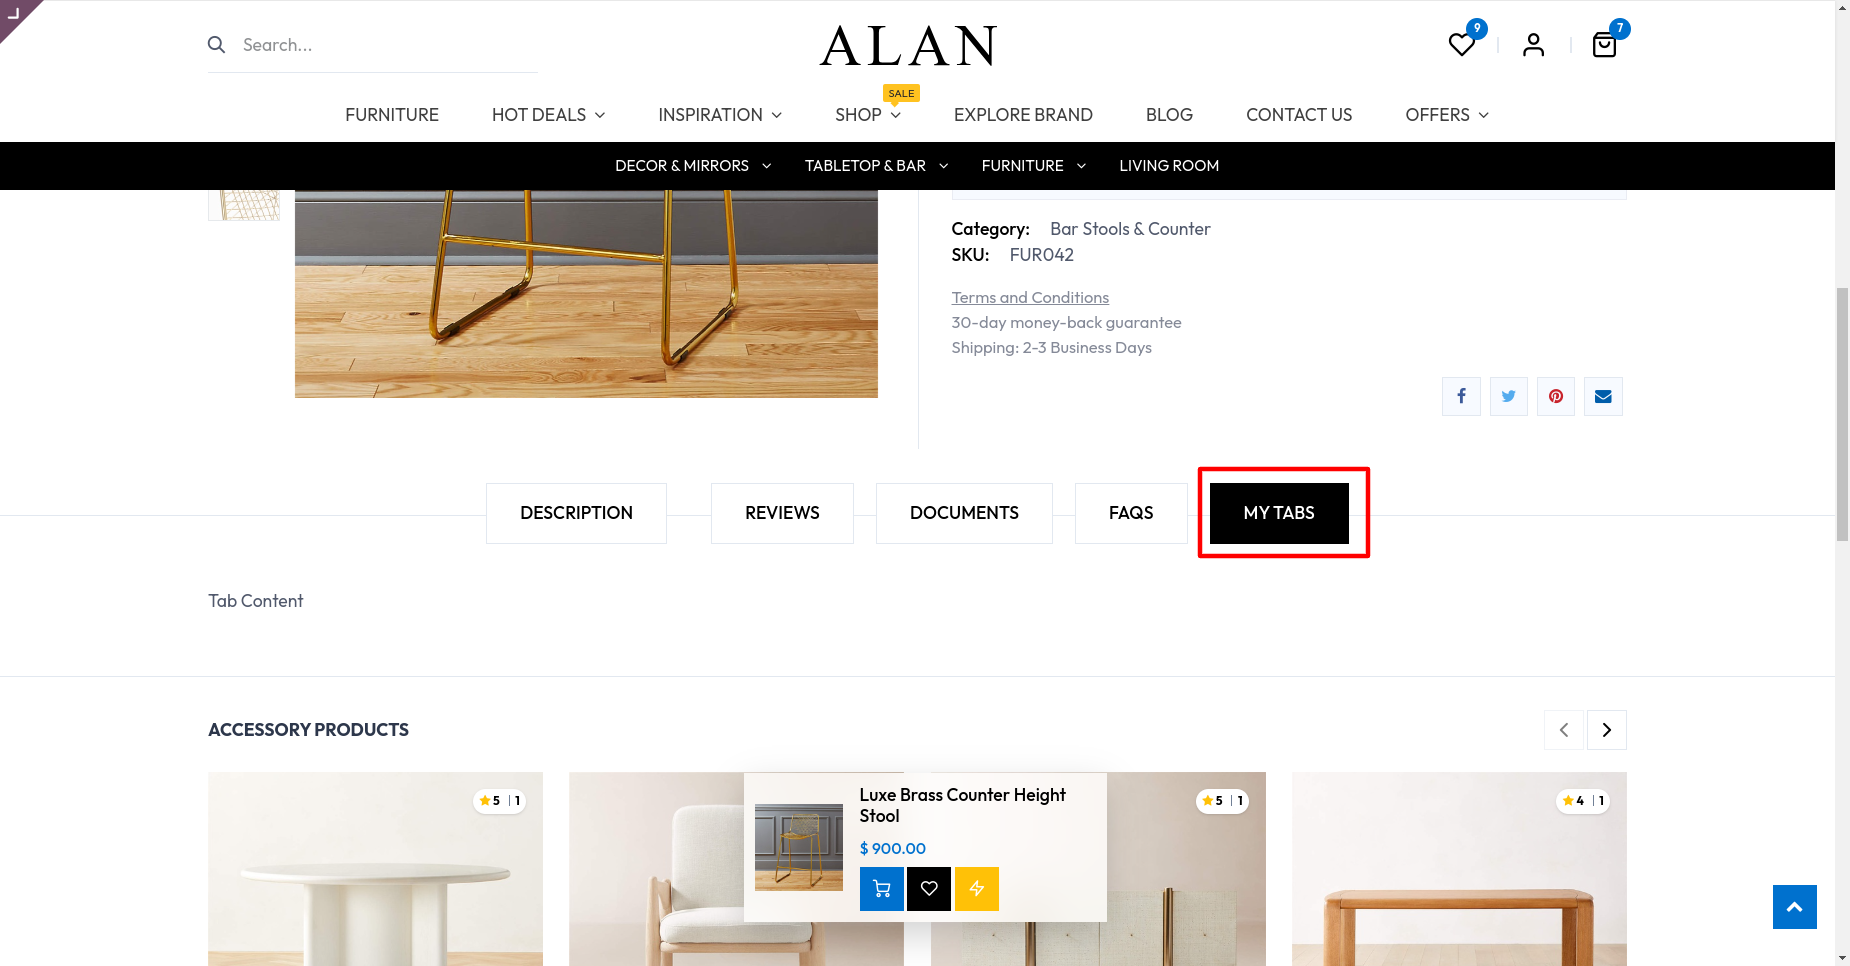 Search...
ALAN
9
7
SALE
FURNITURE HOT DEALS INSPIRATION SHOP EXPLORE BRAND BLOG CONTACT US OFFERS
DECOR & MIRRORS TABLETOP & BAR FURNITURE LIVING ROOM
Category: Bar Stools & Counter
SKU: FUR042
Terms and Conditions
30-day money-back guarantee
Shipping: 2-3 Business Days
DESCRIPTION REVIEWS DOCUMENTS FAQS MY TABS
Tab Content
ACCESSORY PRODUCTS
5 | 1
5 | 1
4 | 1
Luxe Brass Counter Height
Stool
$ 900.00